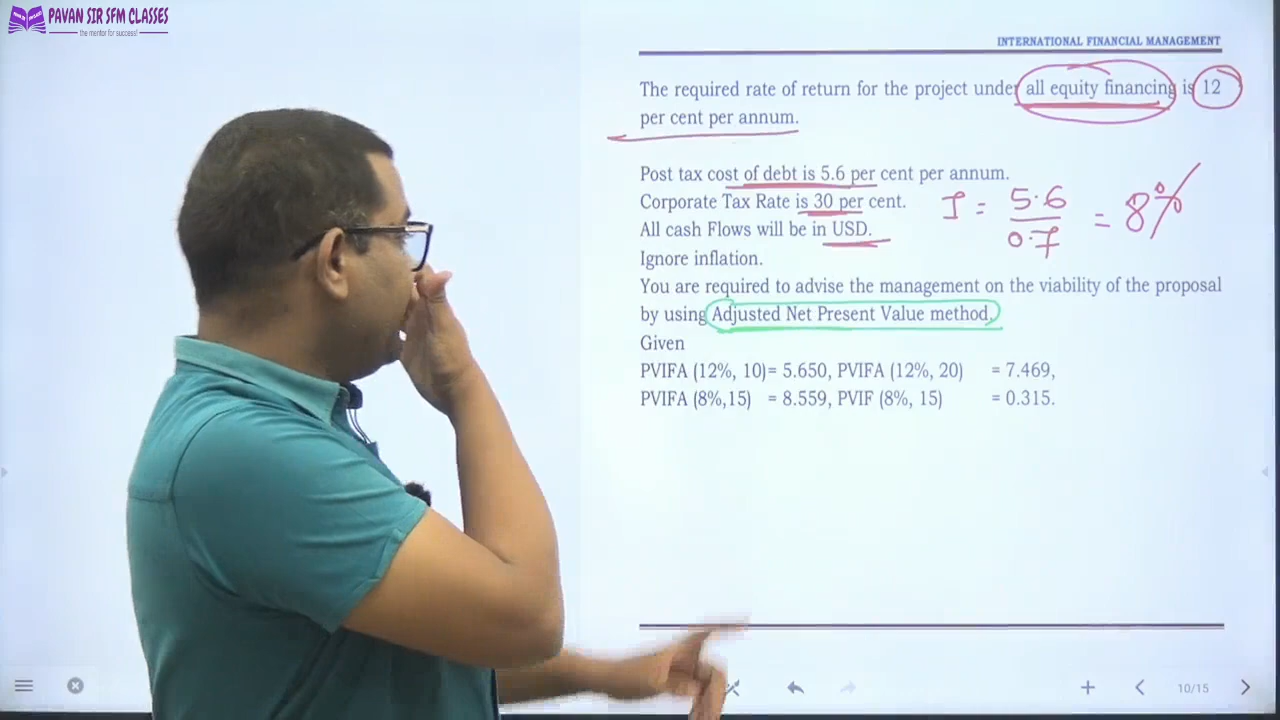 PAVAN SIR SFM CLASSES
the mentor for success!
INTERNATIONAL FINANCIAL MANAGEMENT
The required rate of return for the project under all equity financing is 12
per cent per annum.
Post tax cost of debt is 5.6 per cent per annum.
Corporate Tax Rate is 30 per cent.
I = 5.6 / 0.7 = 8%
All cash Flows will be in USD.
Ignore inflation.
You are required to advise the management on the viability of the proposal
by using Adjusted Net Present Value method.
Given
PVIFA (12%, 10)= 5.650, PVIFA (12%, 20) = 7.469,
PVIFA (8%,15) = 8.559, PVIF (8%, 15) = 0.315.
10/15